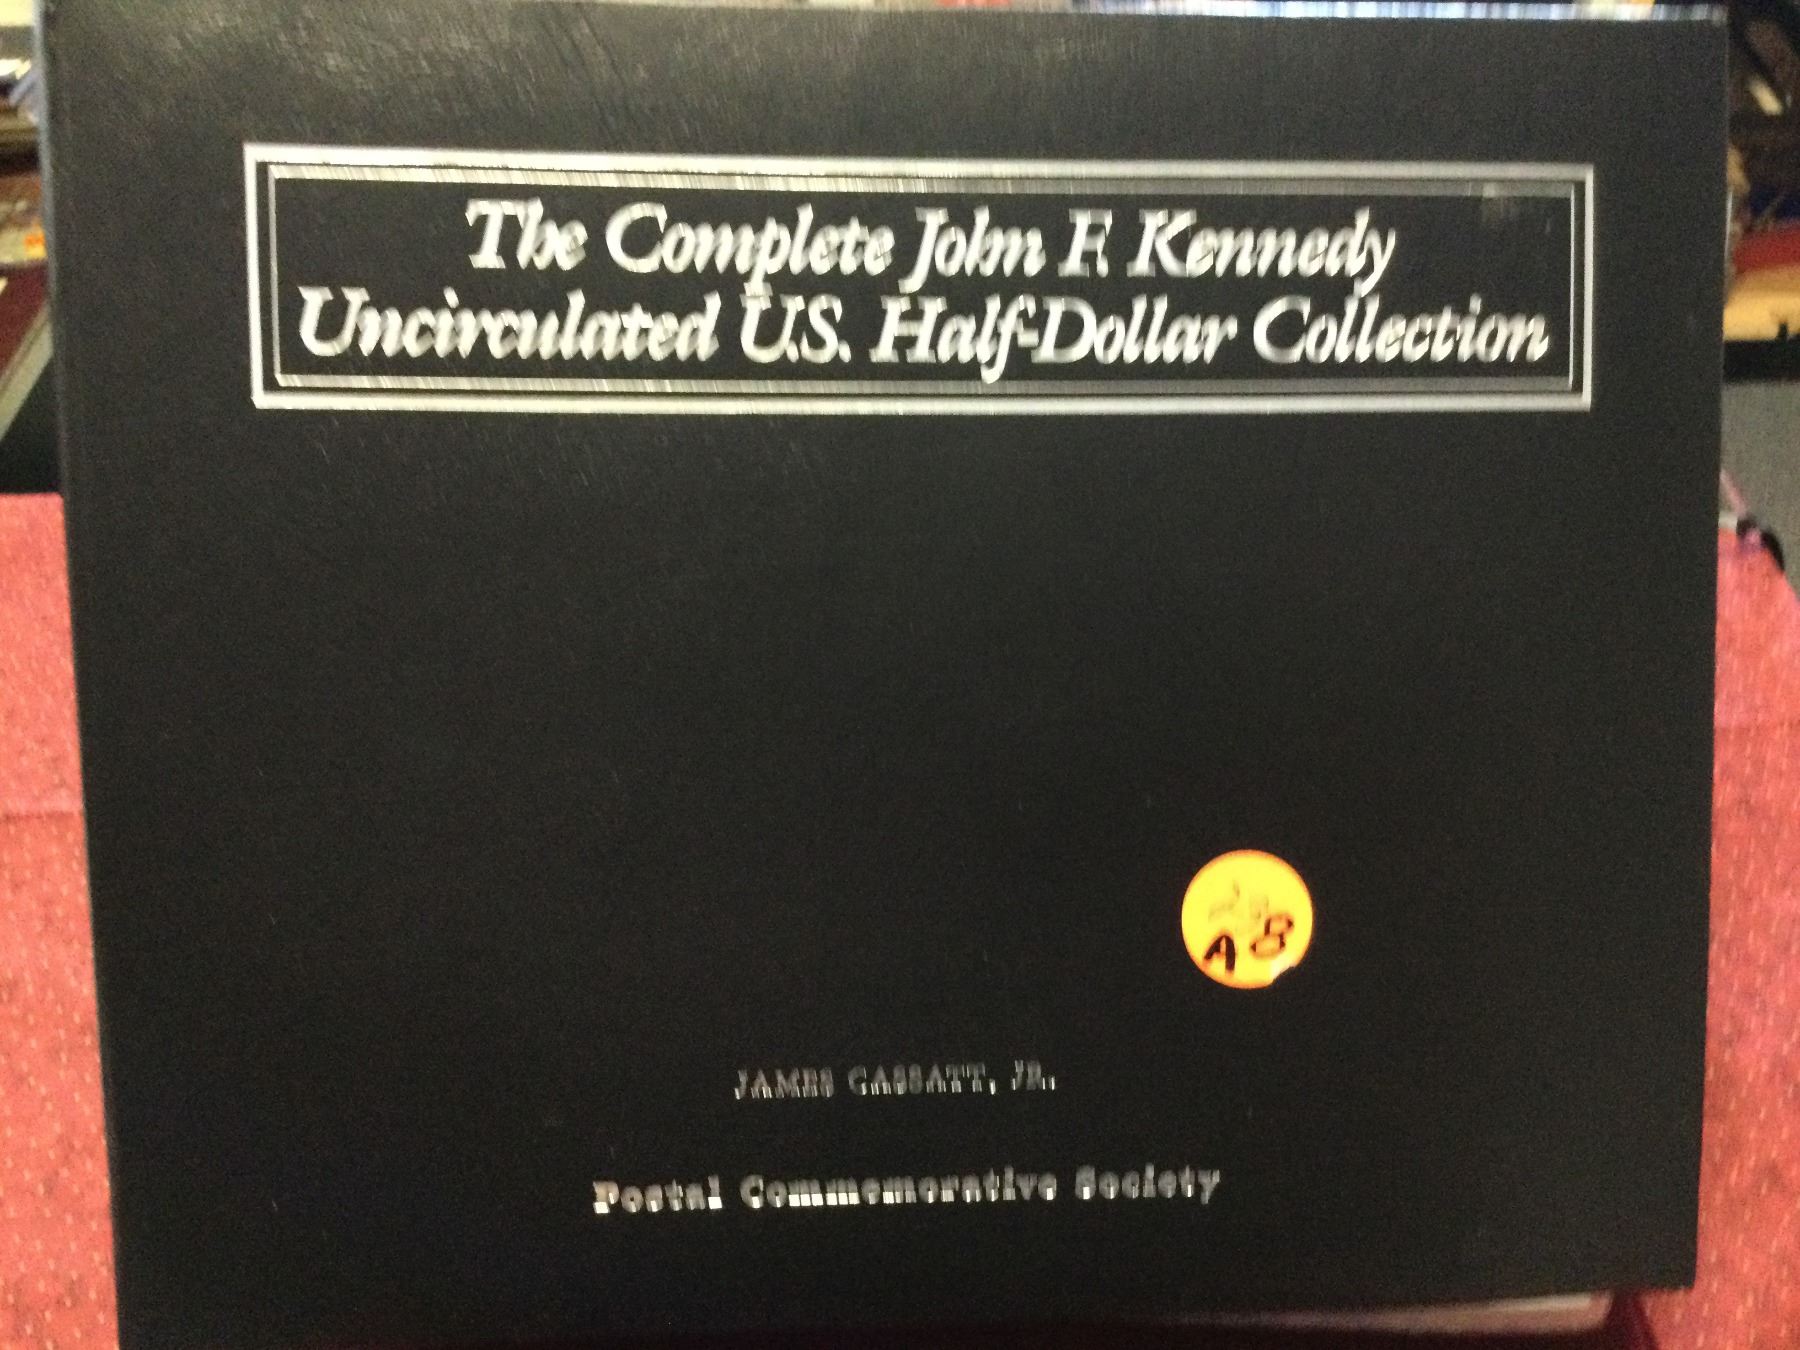 The Complete John F. Kennedy
Uncirculated U.S. Half-Dollar Collection
A B
JAMES CASSATT, JR.
Postal Commemorative Society